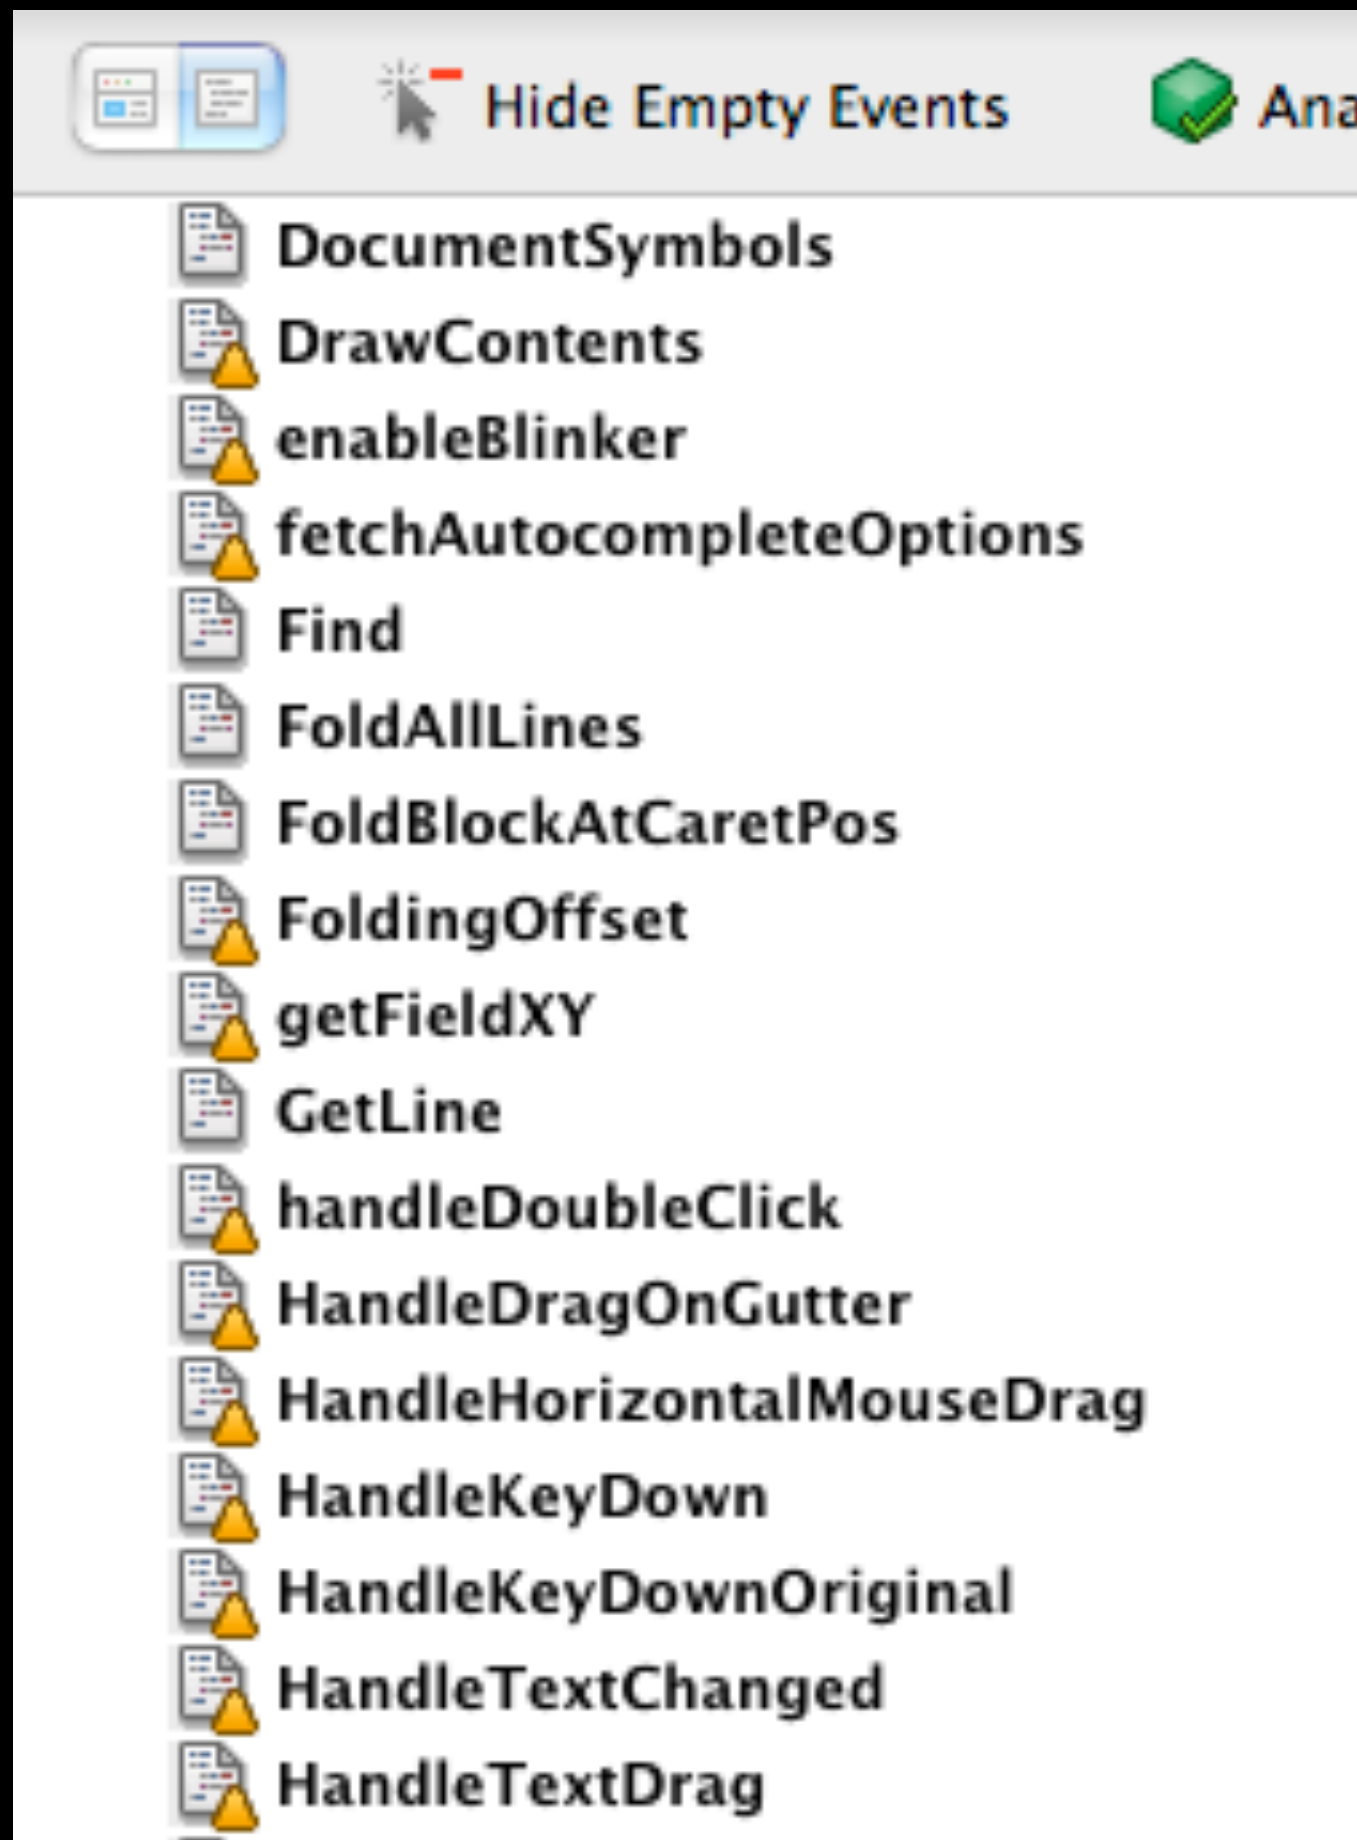 Hide Empty Events Ana
DocumentSymbols
DrawContents
enableBlinker
fetchAutocompleteOptions
Find
FoldAllLines
FoldBlockAtCaretPos
FoldingOffset
getFieldXY
GetLine
handleDoubleClick
HandleDragOnGutter
HandleHorizontalMouseDrag
HandleKeyDown
HandleKeyDownOriginal
HandleTextChanged
HandleTextDrag